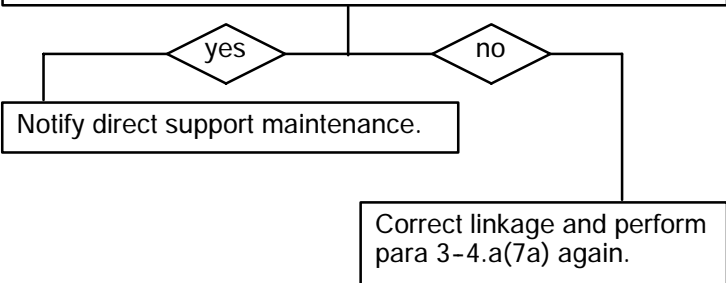 yes
no
Notify direct support maintenance.
Correct linkage and perform
para 3-4.a(7a) again.